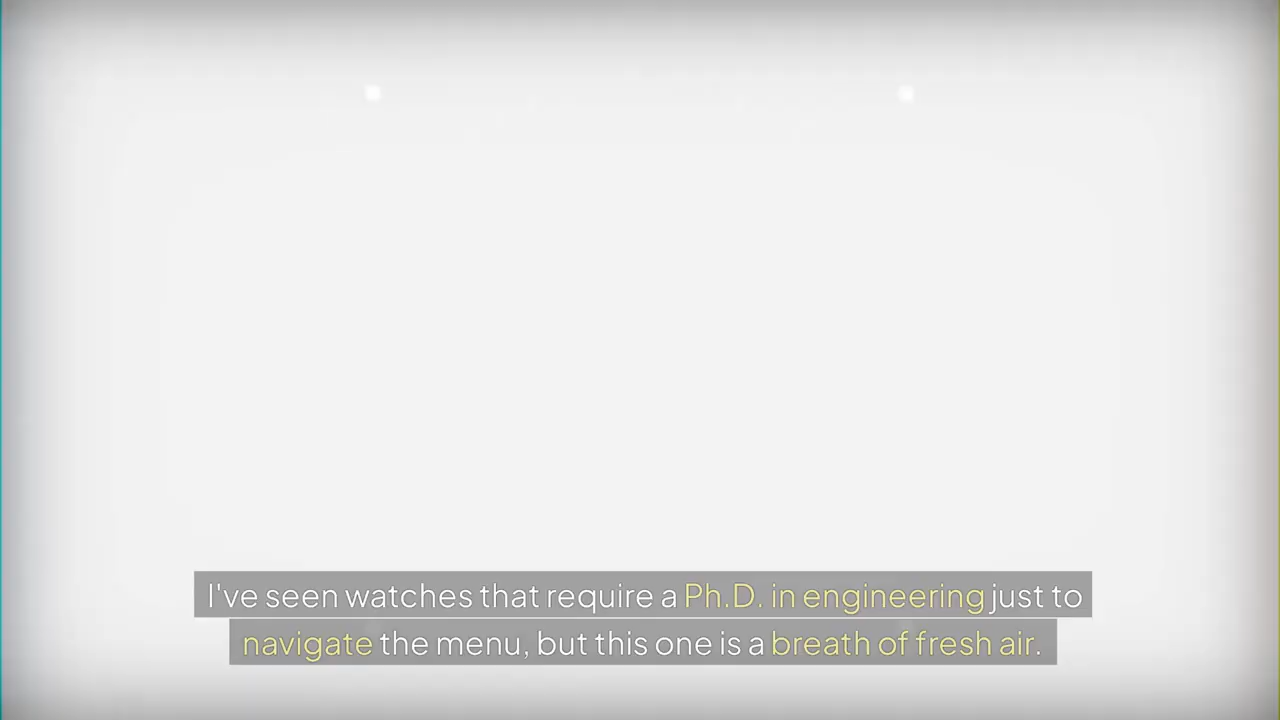 I've seen watches that require a Ph.D. in engineering just to
navigate the menu, but this one is a breath of fresh air.